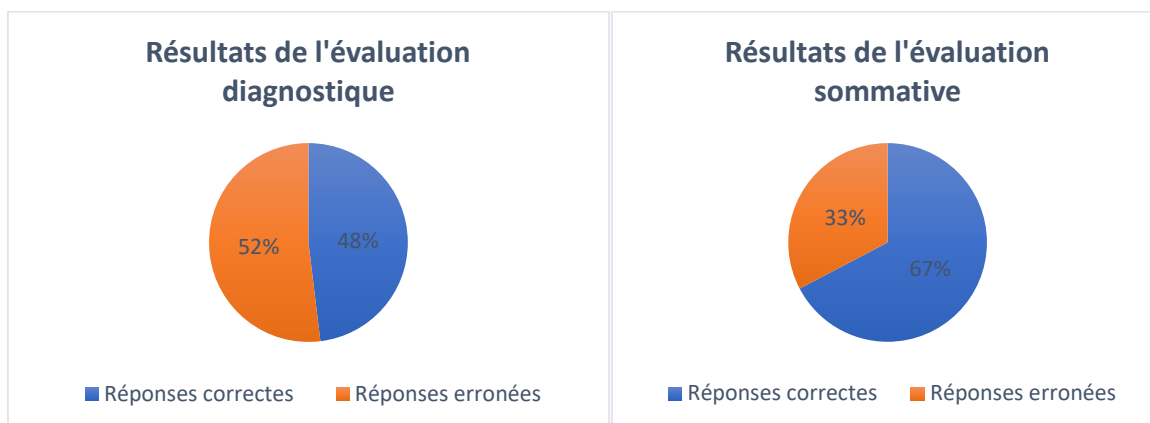 Résultats de l'évaluation
diagnostique
52%
48%
Réponses correctes
Réponses erronées
Résultats de l'évaluation
sommative
33%
67%
Réponses correctes
Réponses erronées